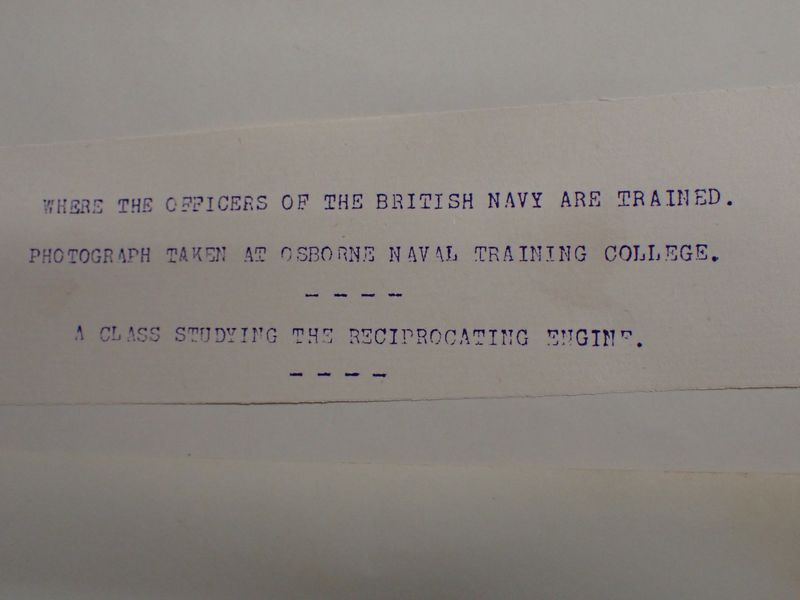 WHERE THE OFFICERS OF THE BRITISH NAVY ARE TRAINED.
PHOTOGRAPH TAKEN AT OSBORNE NAVAL TRAINING COLLEGE.
----
A CLASS STUDYING THE RECIPROCATING ENGINE.
----